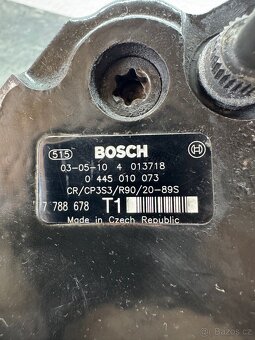 515 BOSCH
03-05-10 4 013718
0 445 010 073
CR/CP3S3/R90/20-89S
7 788 678 T1
Made in Czech Republic